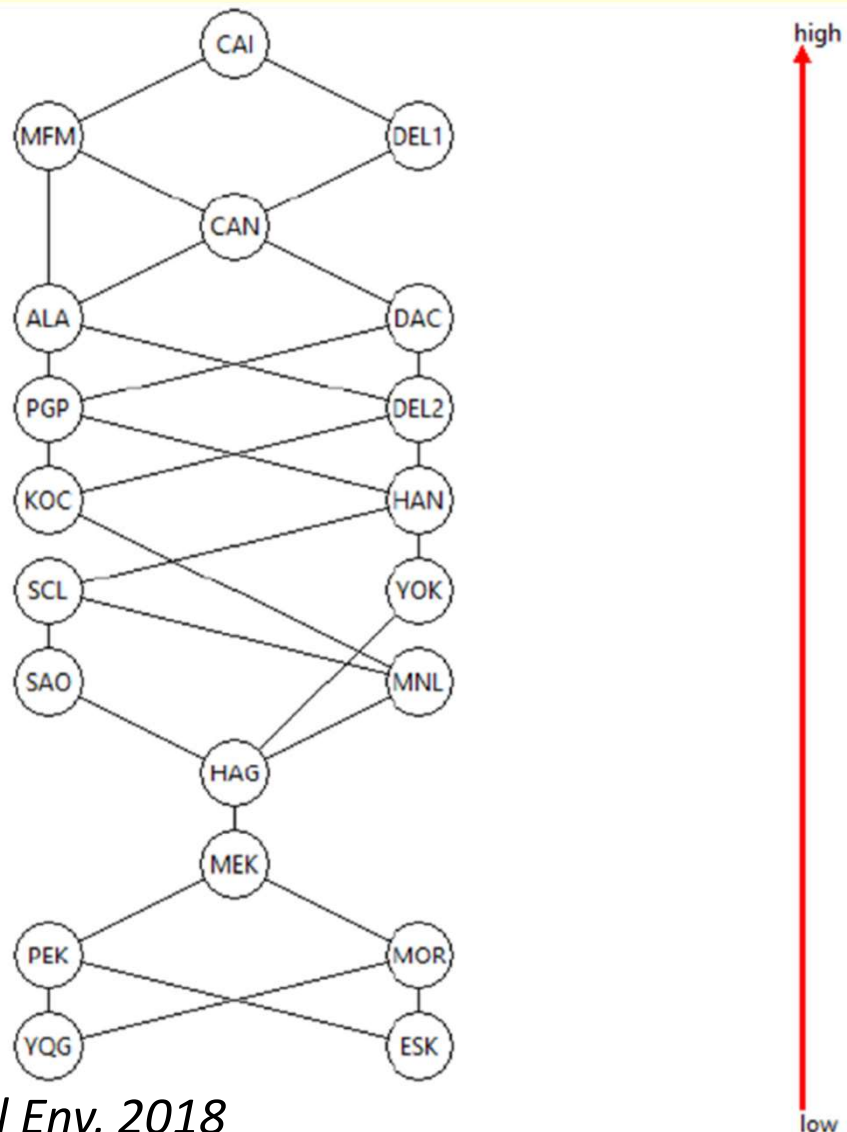 high
CAI
MFM DEL1
CAN
ALA DAC
PGP DEL2
KOC HAN
SCL YOK
SAO MNL
HAG
MEK
PEK MOR
YQG ESK
Env. 2018
low